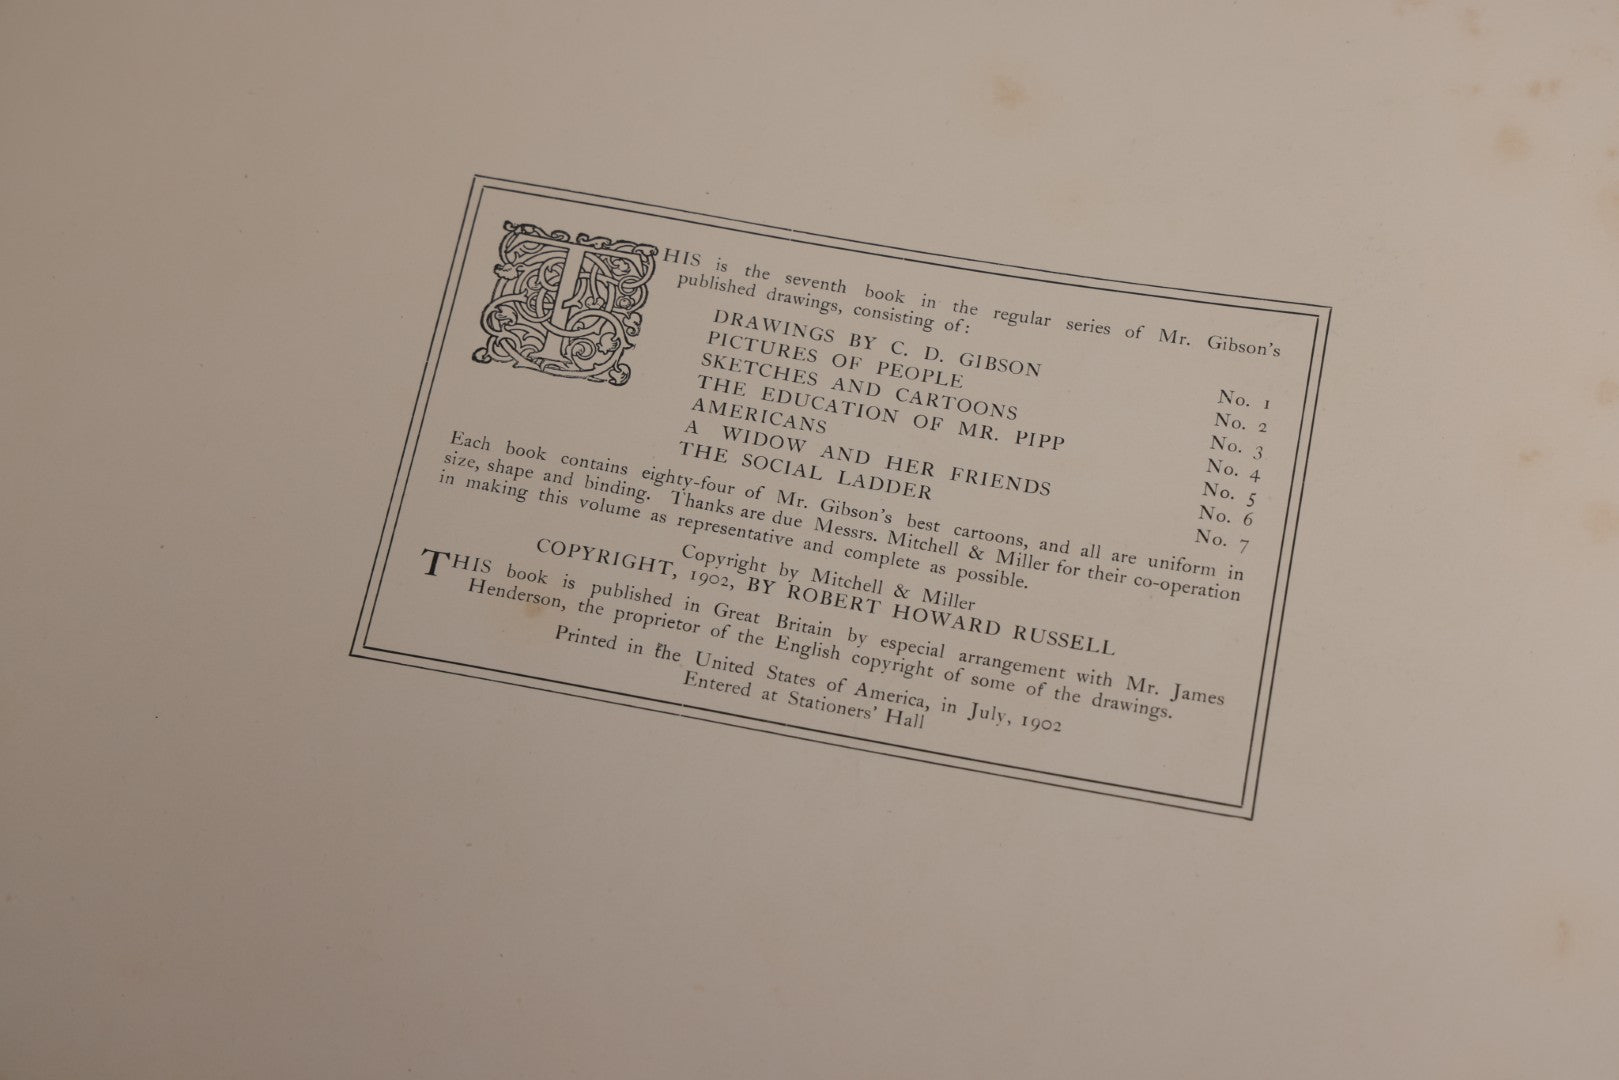 THIS is the seventh book in the regular series of Mr. Gibson's
published drawings, consisting of:
DRAWINGS BY C. D. GIBSON No. 1
PICTURES OF PEOPLE No. 2
SKETCHES AND CARTOONS No. 3
THE EDUCATION OF MR. PIPP No. 4
AMERICANS No. 5
A WIDOW AND HER FRIENDS No. 6
THE SOCIAL LADDER No. 7
Each book contains eighty-four of Mr. Gibson's best cartoons, and all are uniform in
size, shape and binding. Thanks are due Messrs. Mitchell & Miller for their co-operation
in making this volume as representative and complete as possible.
Copyright by Mitchell & Miller
COPYRIGHT, 1902, BY ROBERT HOWARD RUSSELL
THIS book is published in Great Britain by especial arrangement with Mr. James
Henderson, the proprietor of the English copyright of some of the drawings.
Printed in the United States of America, in July, 1902
Entered at Stationers' Hall